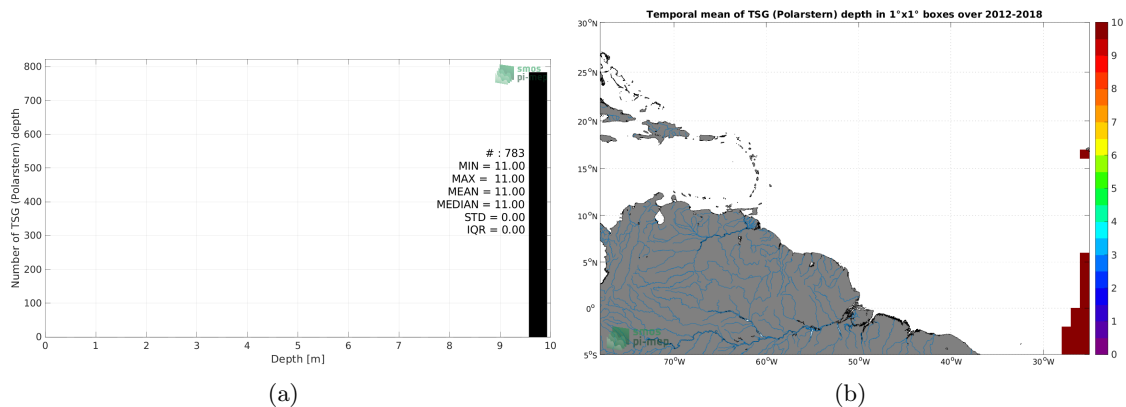 Temporal mean of TSG (Polarstern) depth in 1°x1° boxes over 2012-2018
800
700
600
500
400
300
200
100
0
Number of TSG (Polarstern) depth
smos
pi-mep
# : 783
MIN = 11.00
MAX = 11.00
MEAN = 11.00
MEDIAN = 11.00
STD = 0.00
IQR = 0.00
0 1 2 3 4 5 6 7 8 9 10
Depth [m]
(a)
30°N
25°N
20°N
15°N
10°N
5°N
0°
5°S
70°W 60°W 50°W 40°W 30°W
smos
pi-mep
10
9
8
7
6
5
4
3
2
1
0
(b)